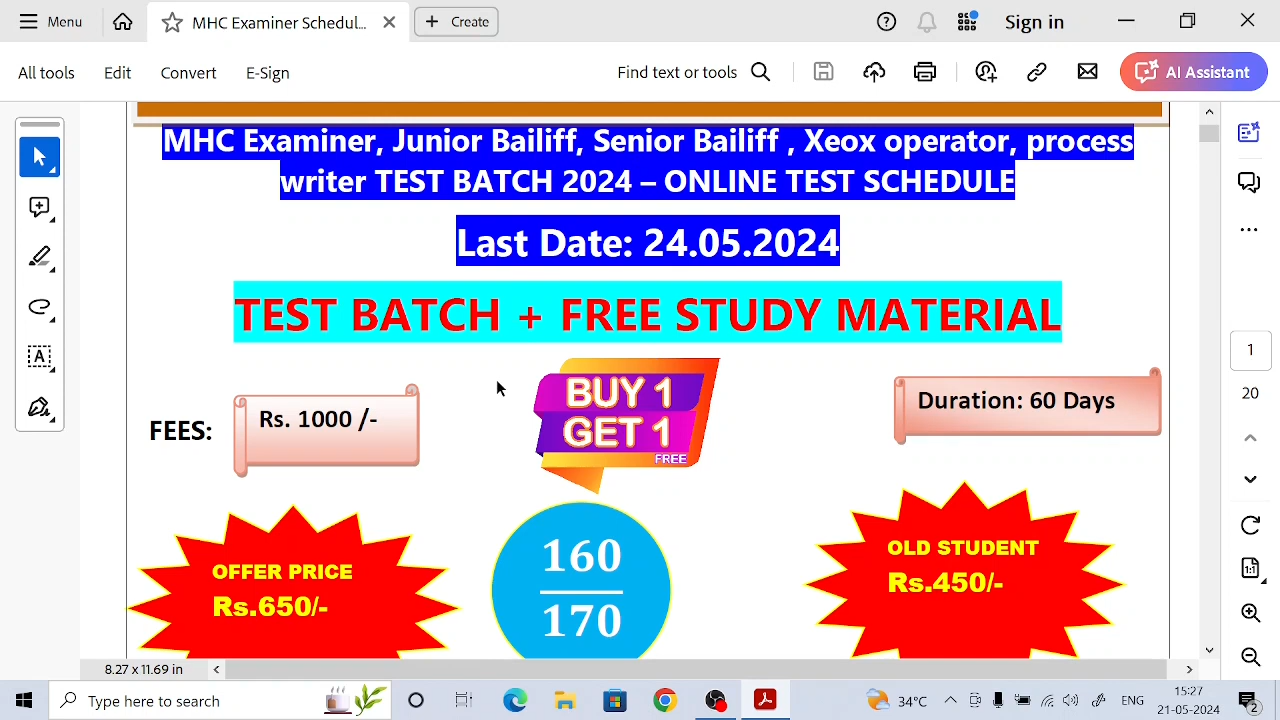 Menu
MHC Examiner Schedul...
Create
Sign in
All tools
Edit
Convert
E-Sign
Find text or tools
AI Assistant
MHC Examiner, Junior Bailiff, Senior Bailiff , Xeox operator, process
writer TEST BATCH 2024 – ONLINE TEST SCHEDULE
Last Date: 24.05.2024
TEST BATCH + FREE STUDY MATERIAL
FEES:
Rs. 1000 /-
BUY 1
GET 1
FREE
Duration: 60 Days
OFFER PRICE
Rs.650/-
160
170
OLD STUDENT
Rs.450/-
1
20
1:1
8.27 x 11.69 in
Type here to search
34°C
ENG
15:27
21-05-2024
2